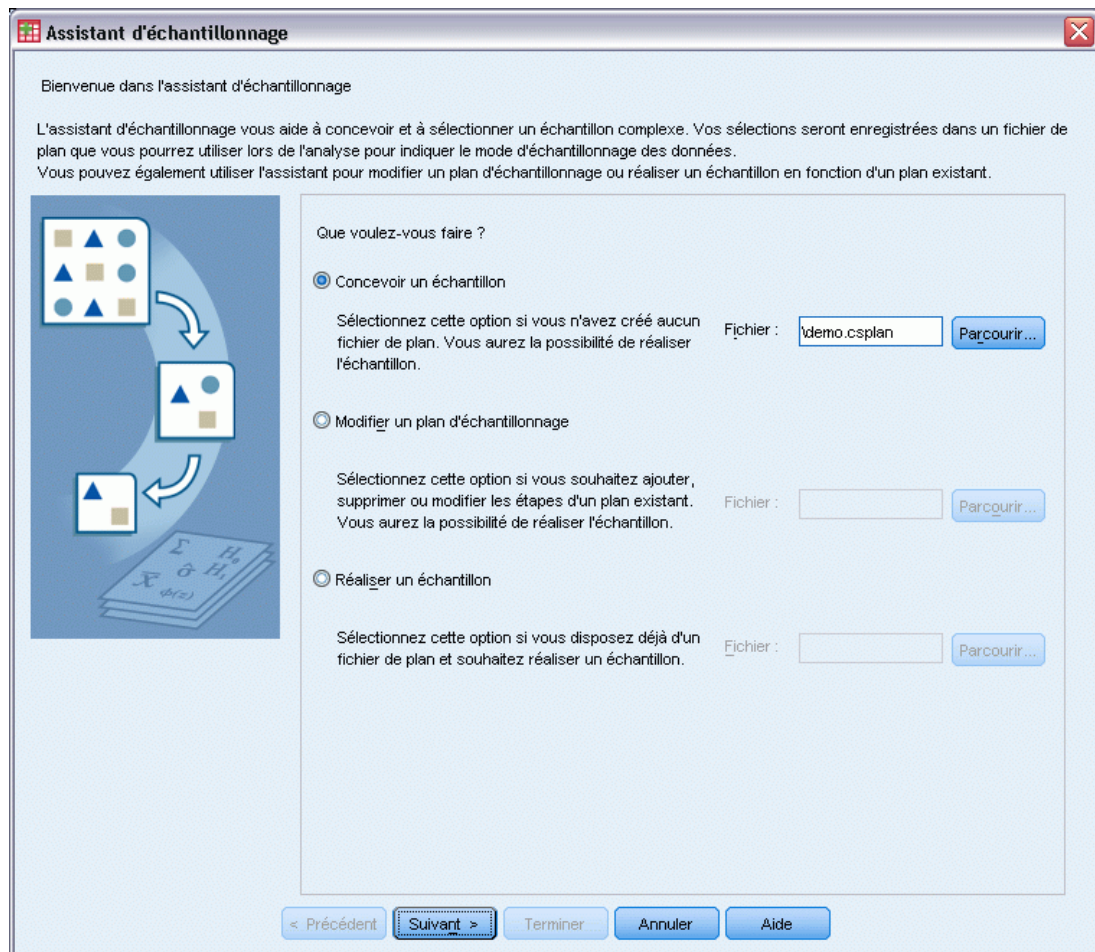 Assistant d'échantillonnage
Bienvenue dans l'assistant d'échantillonnage
L'assistant d'échantillonnage vous aide à concevoir et à sélectionner un échantillon complexe. Vos sélections seront enregistrées dans un fichier de
plan que vous pourrez utiliser lors de l'analyse pour indiquer le mode d'échantillonnage des données.
Vous pouvez également utiliser l'assistant pour modifier un plan d'échantillonnage ou réaliser un échantillon en fonction d'un plan existant.
Que voulez-vous faire ?
Concevoir un échantillon
Sélectionnez cette option si vous n'avez créé aucun
fichier de plan. Vous aurez la possibilité de réaliser
l'échantillon.
Fichier : \demo.csplan Parcourir...
Modifier un plan d'échantillonnage
Sélectionnez cette option si vous souhaitez ajouter,
supprimer ou modifier les étapes d'un plan existant.
Vous aurez la possibilité de réaliser l'échantillon.
Fichier : Parcourir...
Réaliser un échantillon
Sélectionnez cette option si vous disposez déjà d'un
fichier de plan et souhaitez réaliser un échantillon.
Fichier : Parcourir...
Σ H₀
x̄ σ̂ H₁
φ(z)
< Précédent Suivant > Terminer Annuler Aide